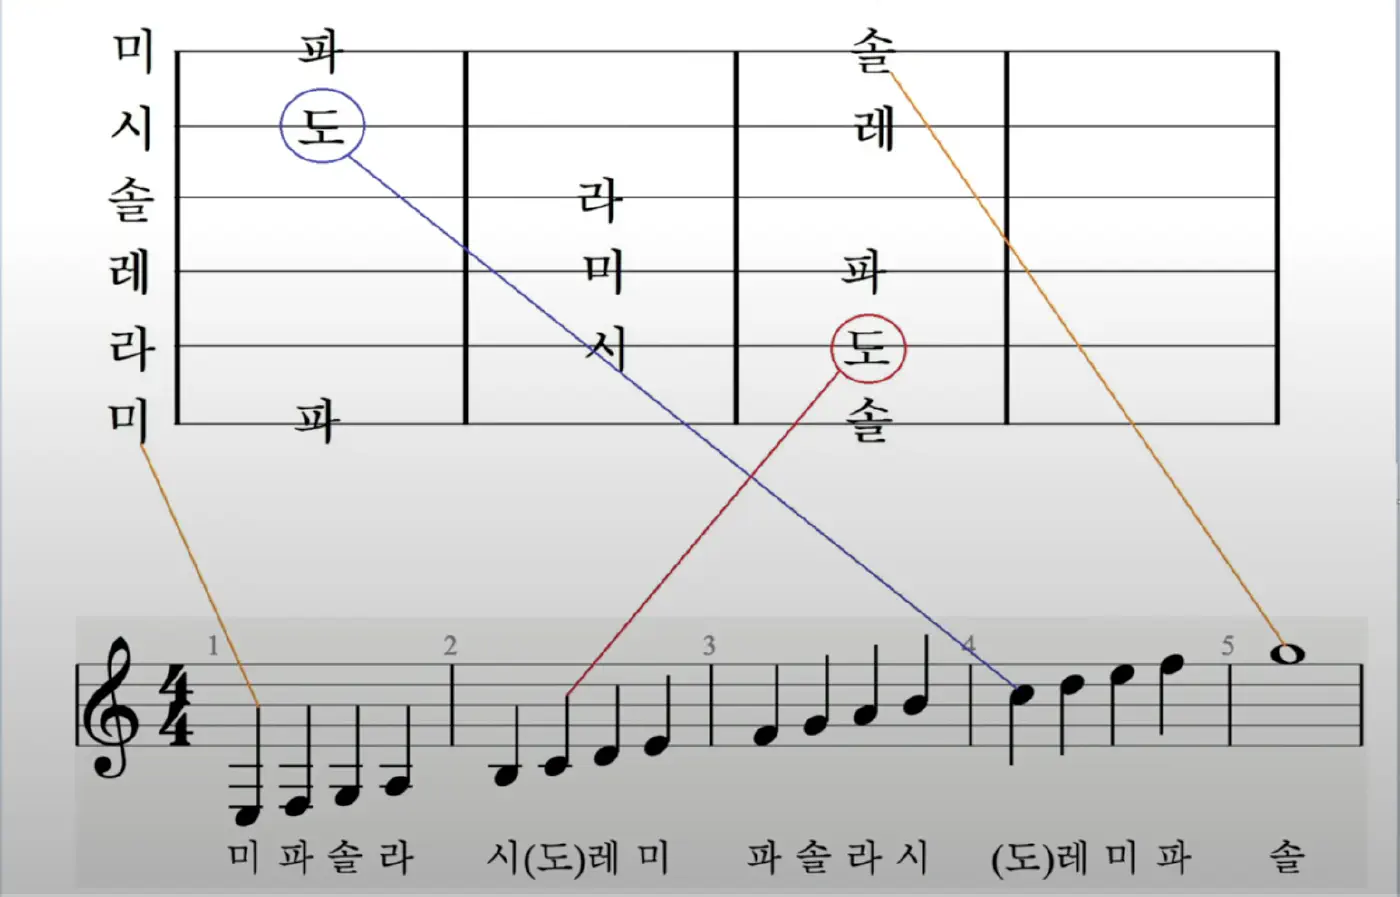 미 파 솔
시 도 레
솔 라
레 미 파
라 시 도
미 파 솔
1 2 3 4 5
4
4
미 파 솔 라 시(도)레 미 파 솔 라 시 (도)레 미 파 솔